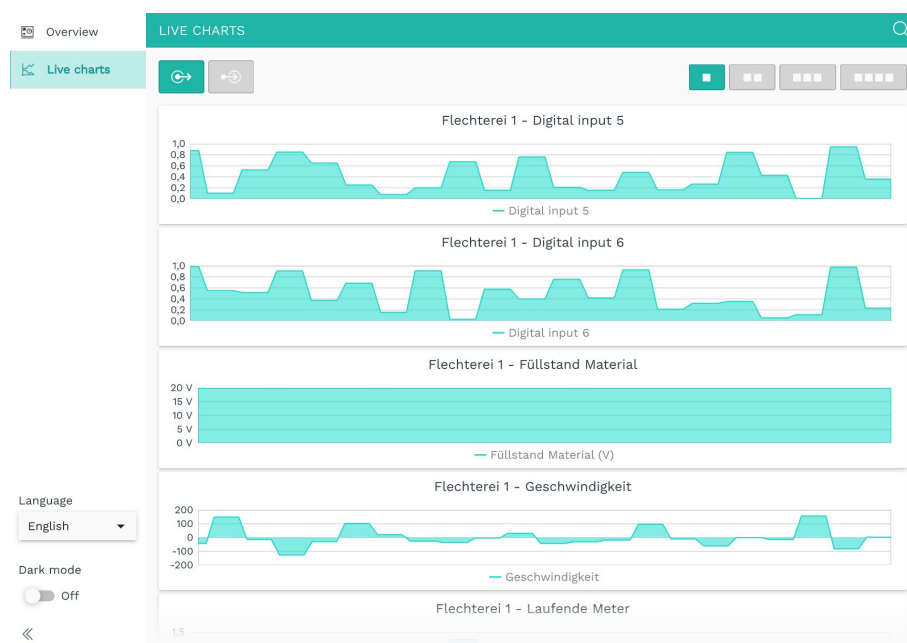 Overview
Live charts
LIVE CHARTS
Flechterei 1 - Digital input 5
1,0
0,8
0,6
0,4
0,2
0,0
Digital input 5
Flechterei 1 - Digital input 6
1,0
0,8
0,6
0,4
0,2
0,0
Digital input 6
Flechterei 1 - Füllstand Material
20 V
15 V
10 V
5 V
0 V
Füllstand Material (V)
Flechterei 1 - Geschwindigkeit
200
100
0
-100
-200
Geschwindigkeit
Flechterei 1 - Laufende Meter
1,5
Language
English
Dark mode
Off